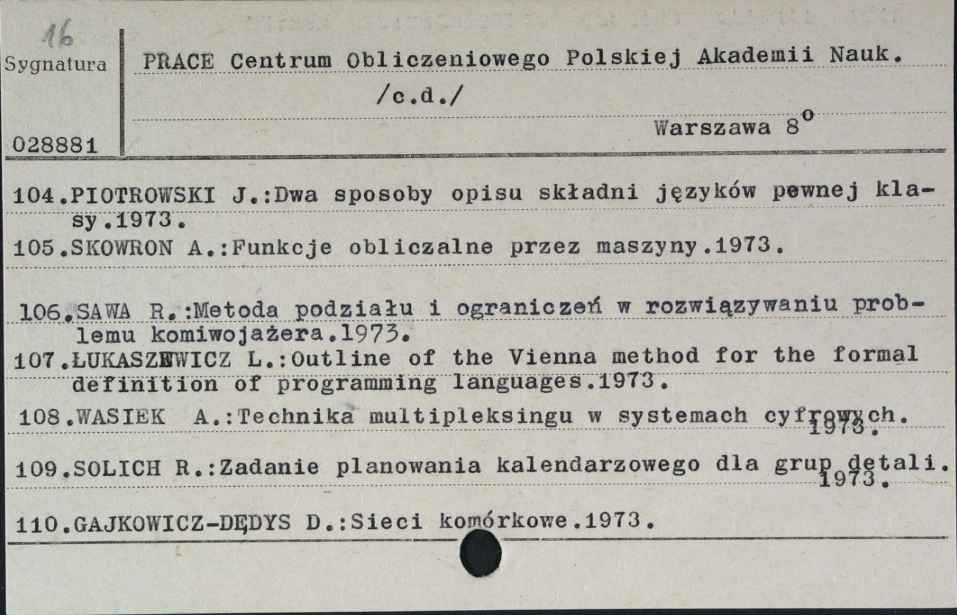 16
Sygnatura
PRACE Centrum Obliczeniowego Polskiej Akademii Nauk.
/c.d./
Warszawa 8º
028881
104.PIOTROWSKI J.:Dwa sposoby opisu składni języków pewnej kla-
sy.1973.
105.SKOWRON A.:Funkcje obliczalne przez maszyny.1973.
106.SAWA R.:Metoda podziału i ograniczeń w rozwiązywaniu prob-
lemu komiwojażera.1973.
107.ŁUKASZEWICZ L.:Outline of the Vienna method for the formal
definition of programming languages.1973.
108.WASIEK A.:Technika multipleksingu w systemach cyfrowych.
1973.
109.SOLICH R.:Zadanie planowania kalendarzowego dla grup detali.
1973.
110.GAJKOWICZ-DĘDYS D.:Sieci komórkowe.1973.